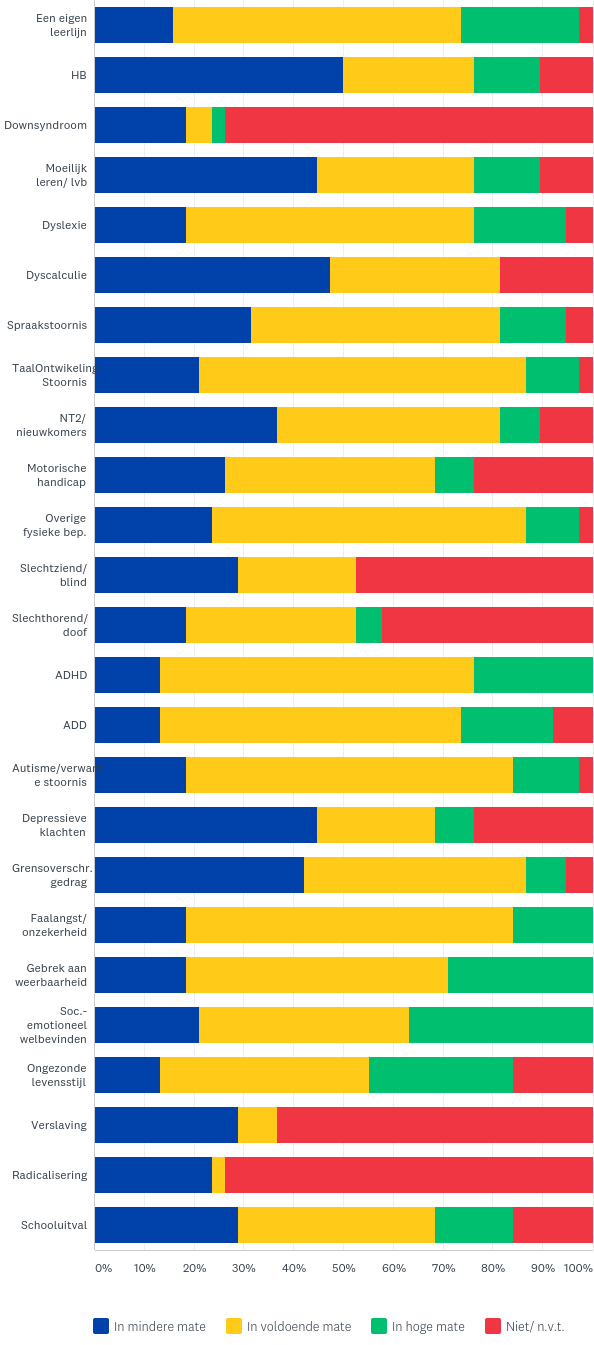 Een eigen
leerlijn
HB
Downsyndroom
Moeilijk
leren/ lvb
Dyslexie
Dyscalculie
Spraakstoornis
TaalOntwikeling
Stoornis
NT2/
nieuwkomers
Motorische
handicap
Overige
fysieke bep.
Slechtziend/
blind
Slechthorend/
doof
ADHD
ADD
Autisme/verwan
e stoornis
Depressieve
klachten
Grensoverschr.
gedrag
Faalangst/
onzekerheid
Gebrek aan
weerbaarheid
Soc.-
emotioneel
welbevinden
Ongezonde
levensstijl
Verslaving
Radicalisering
Schooluitval
0% 10% 20% 30% 40% 50% 60% 70% 80% 90% 100%
In mindere mate In voldoende mate In hoge mate Niet/ n.v.t.